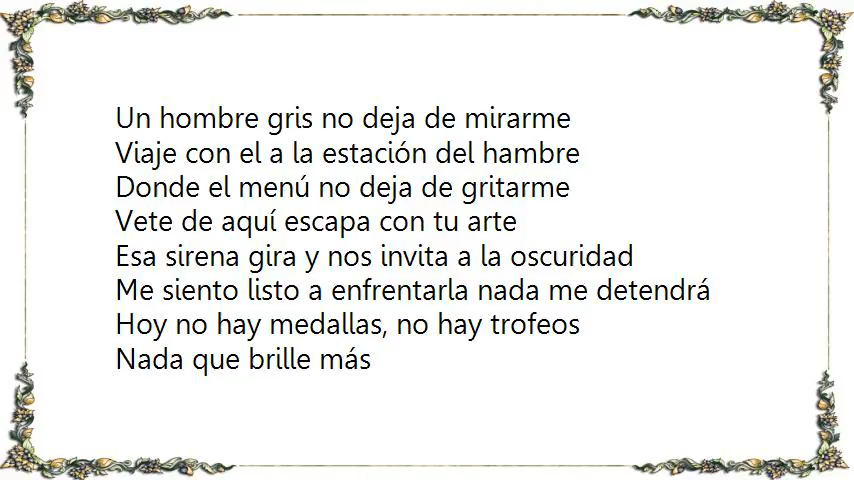 Un hombre gris no deja de mirarme
Viaje con el a la estación del hambre
Donde el menú no deja de gritarme
Vete de aquí escapa con tu arte
Esa sirena gira y nos invita a la oscuridad
Me siento listo a enfrentarla nada me detendrá
Hoy no hay medallas, no hay trofeos
Nada que brille más